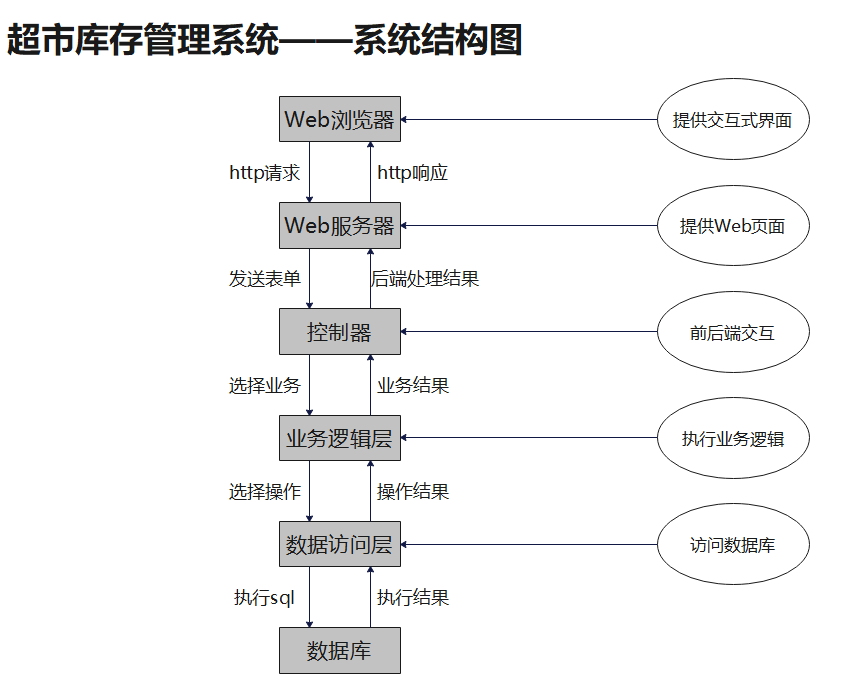 超市库存管理系统———系统结构图
Web浏览器
提供交互式界面
http请求
http响应
Web服务器
提供Web页面
发送表单
后端处理结果
控制器
前后端交互
选择业务
业务结果
业务逻辑层
执行业务逻辑
选择操作
操作结果
数据访问层
访问数据库
执行sql
执行结果
数据库